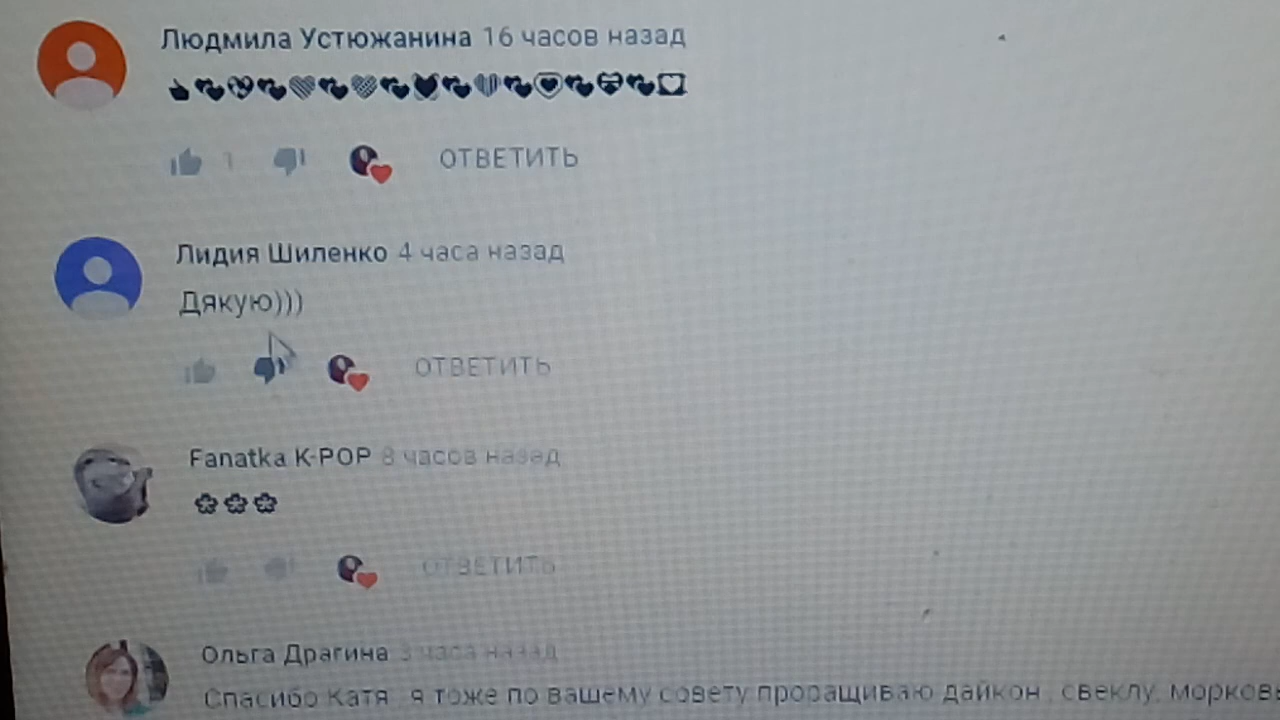 Людмила Устюжанина 16 часов назад
1 ОТВЕТИТЬ
Лидия Шиленко 4 часа назад
Дякую)))
ОТВЕТИТЬ
Fanatka K-POP 8 часов назад
ОТВЕТИТЬ
Ольга Драгина 3 часа назад
Спасибо Катя я тоже по вашему совету проращиваю дайкон, свеклу, морковь